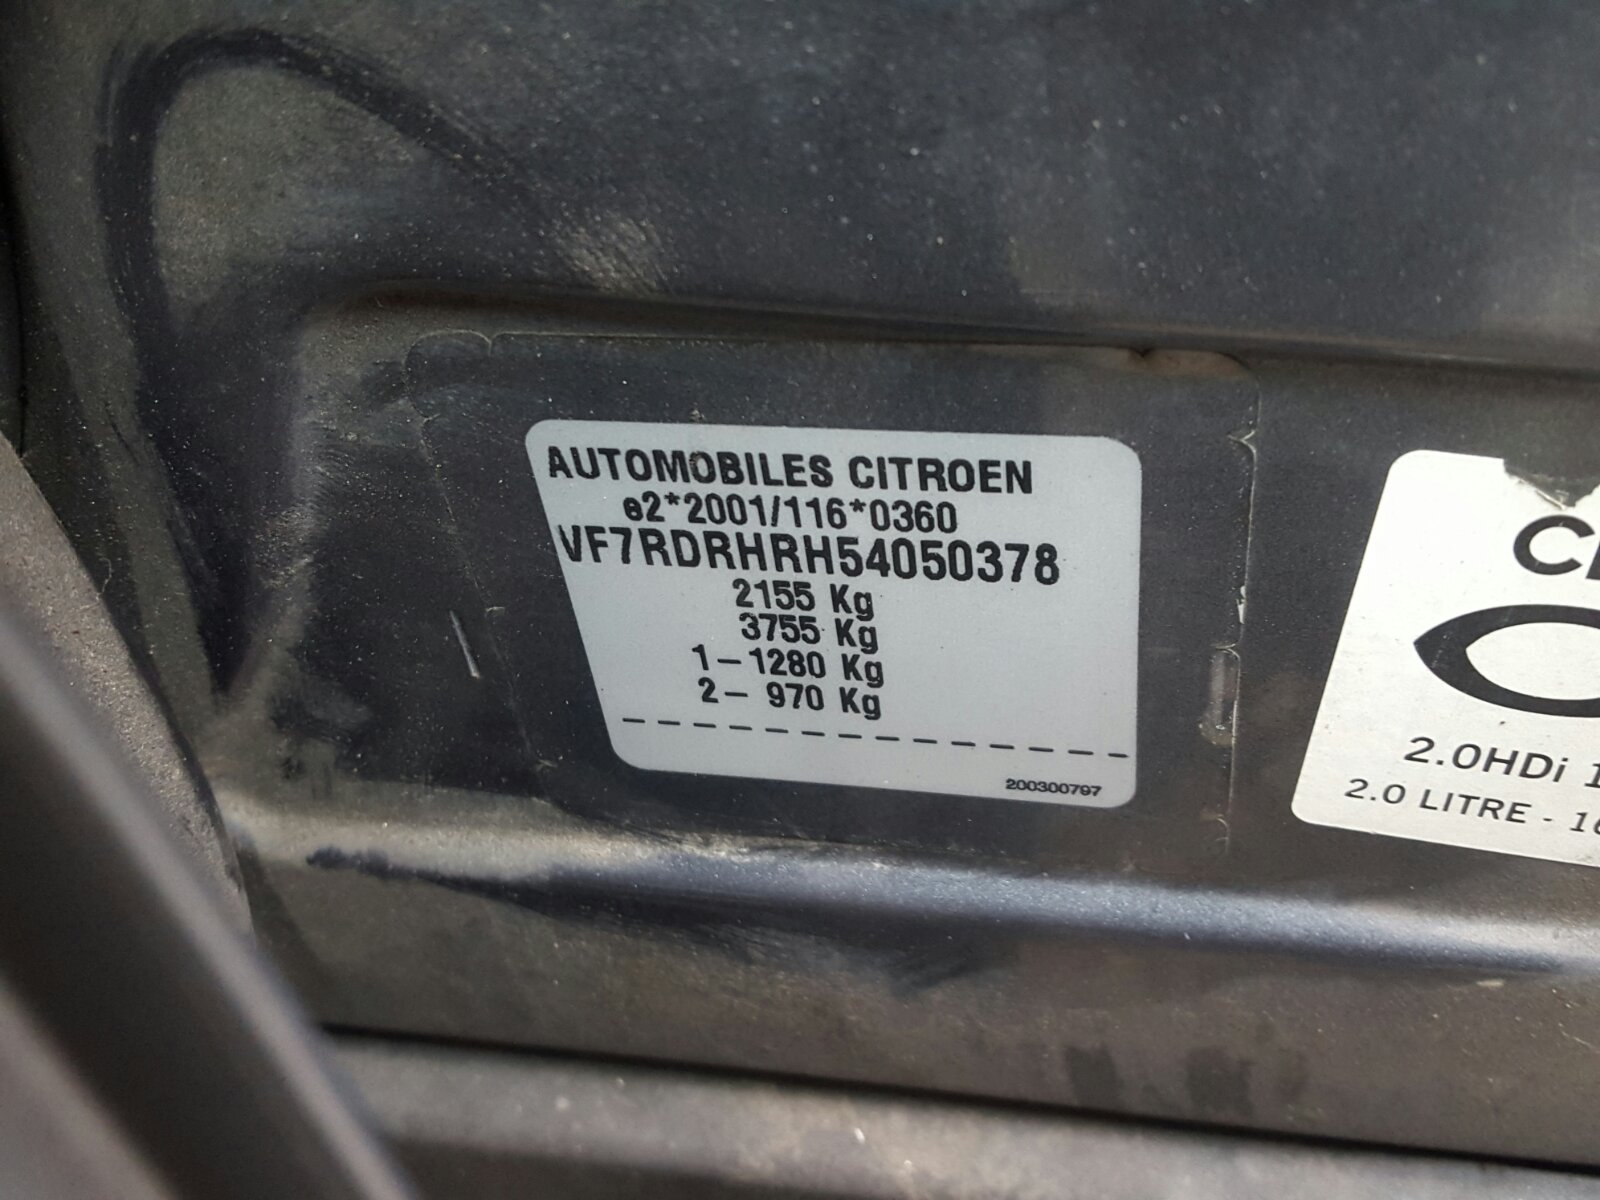 AUTOMOBILES CITROEN
e2*2001/116*0360
VF7RDRHRH54050378
2155 Kg
3755 Kg
1-1280 Kg
2- 970 Kg
200300797
2.0HDi
2.0 LITRE -